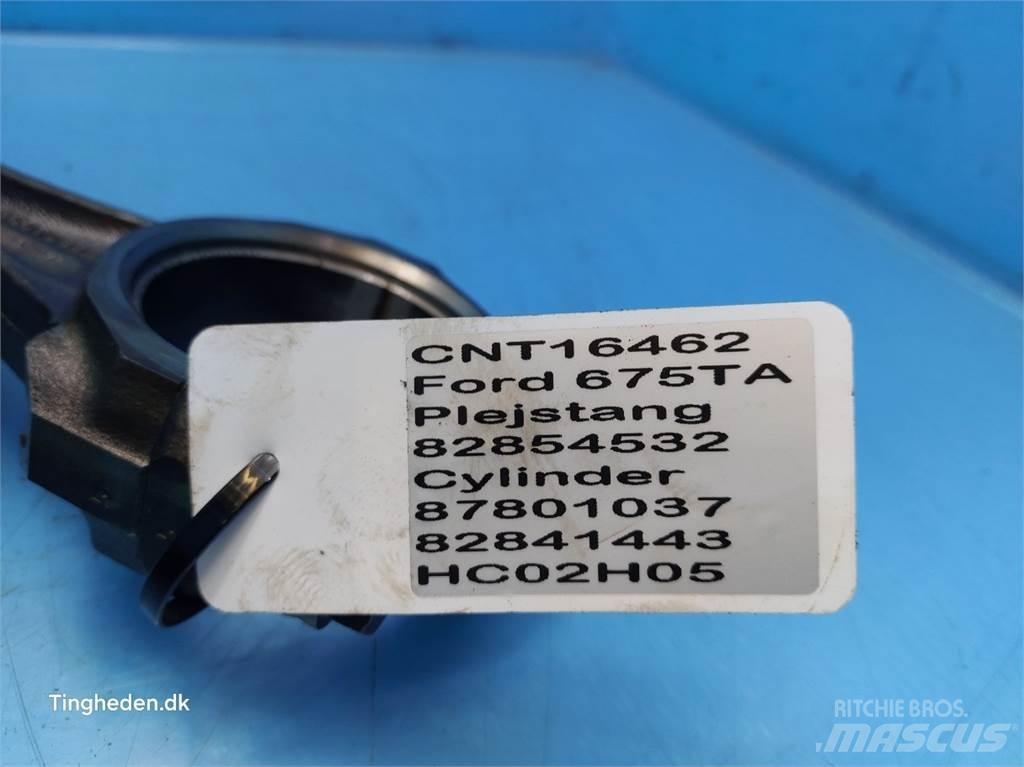 CNT16462
Ford 675TA
Plejstang
82854532
Cylinder
87801037
82841443
HC02H05
Tingheden.dk
RITCHIE BROS.
MASCUS